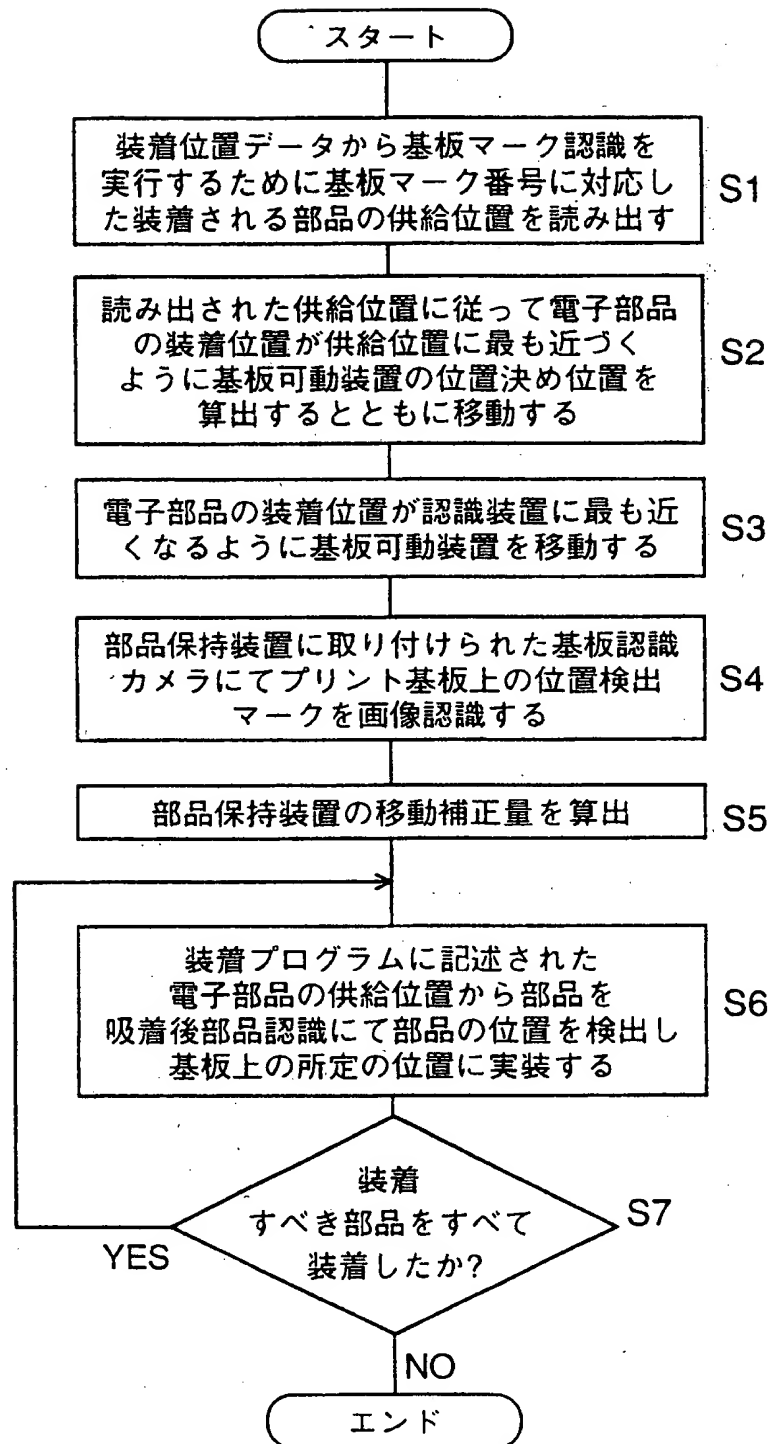 スタート
装着位置データから基板マーク認識を
実行するために基板マーク番号に対応し
た装着される部品の供給位置を読み出す
S1
読み出された供給位置に従って電子部品
の装着位置が供給位置に最も近づく
ように基板可動装置の位置決め位置を
算出するとともに移動する
S2
電子部品の装着位置が認識装置に最も近
くなるように基板可動装置を移動する
S3
部品保持装置に取り付けられた基板認識
カメラにてプリント基板上の位置検出
マークを画像認識する
S4
部品保持装置の移動補正量を算出
S5
装着プログラムに記述された
電子部品の供給位置から部品を
吸着後部品認識にて部品の位置を検出し
基板上の所定の位置に実装する
S6
装着
すべき部品をすべて
装着したか?
S7
YES
NO
エンド